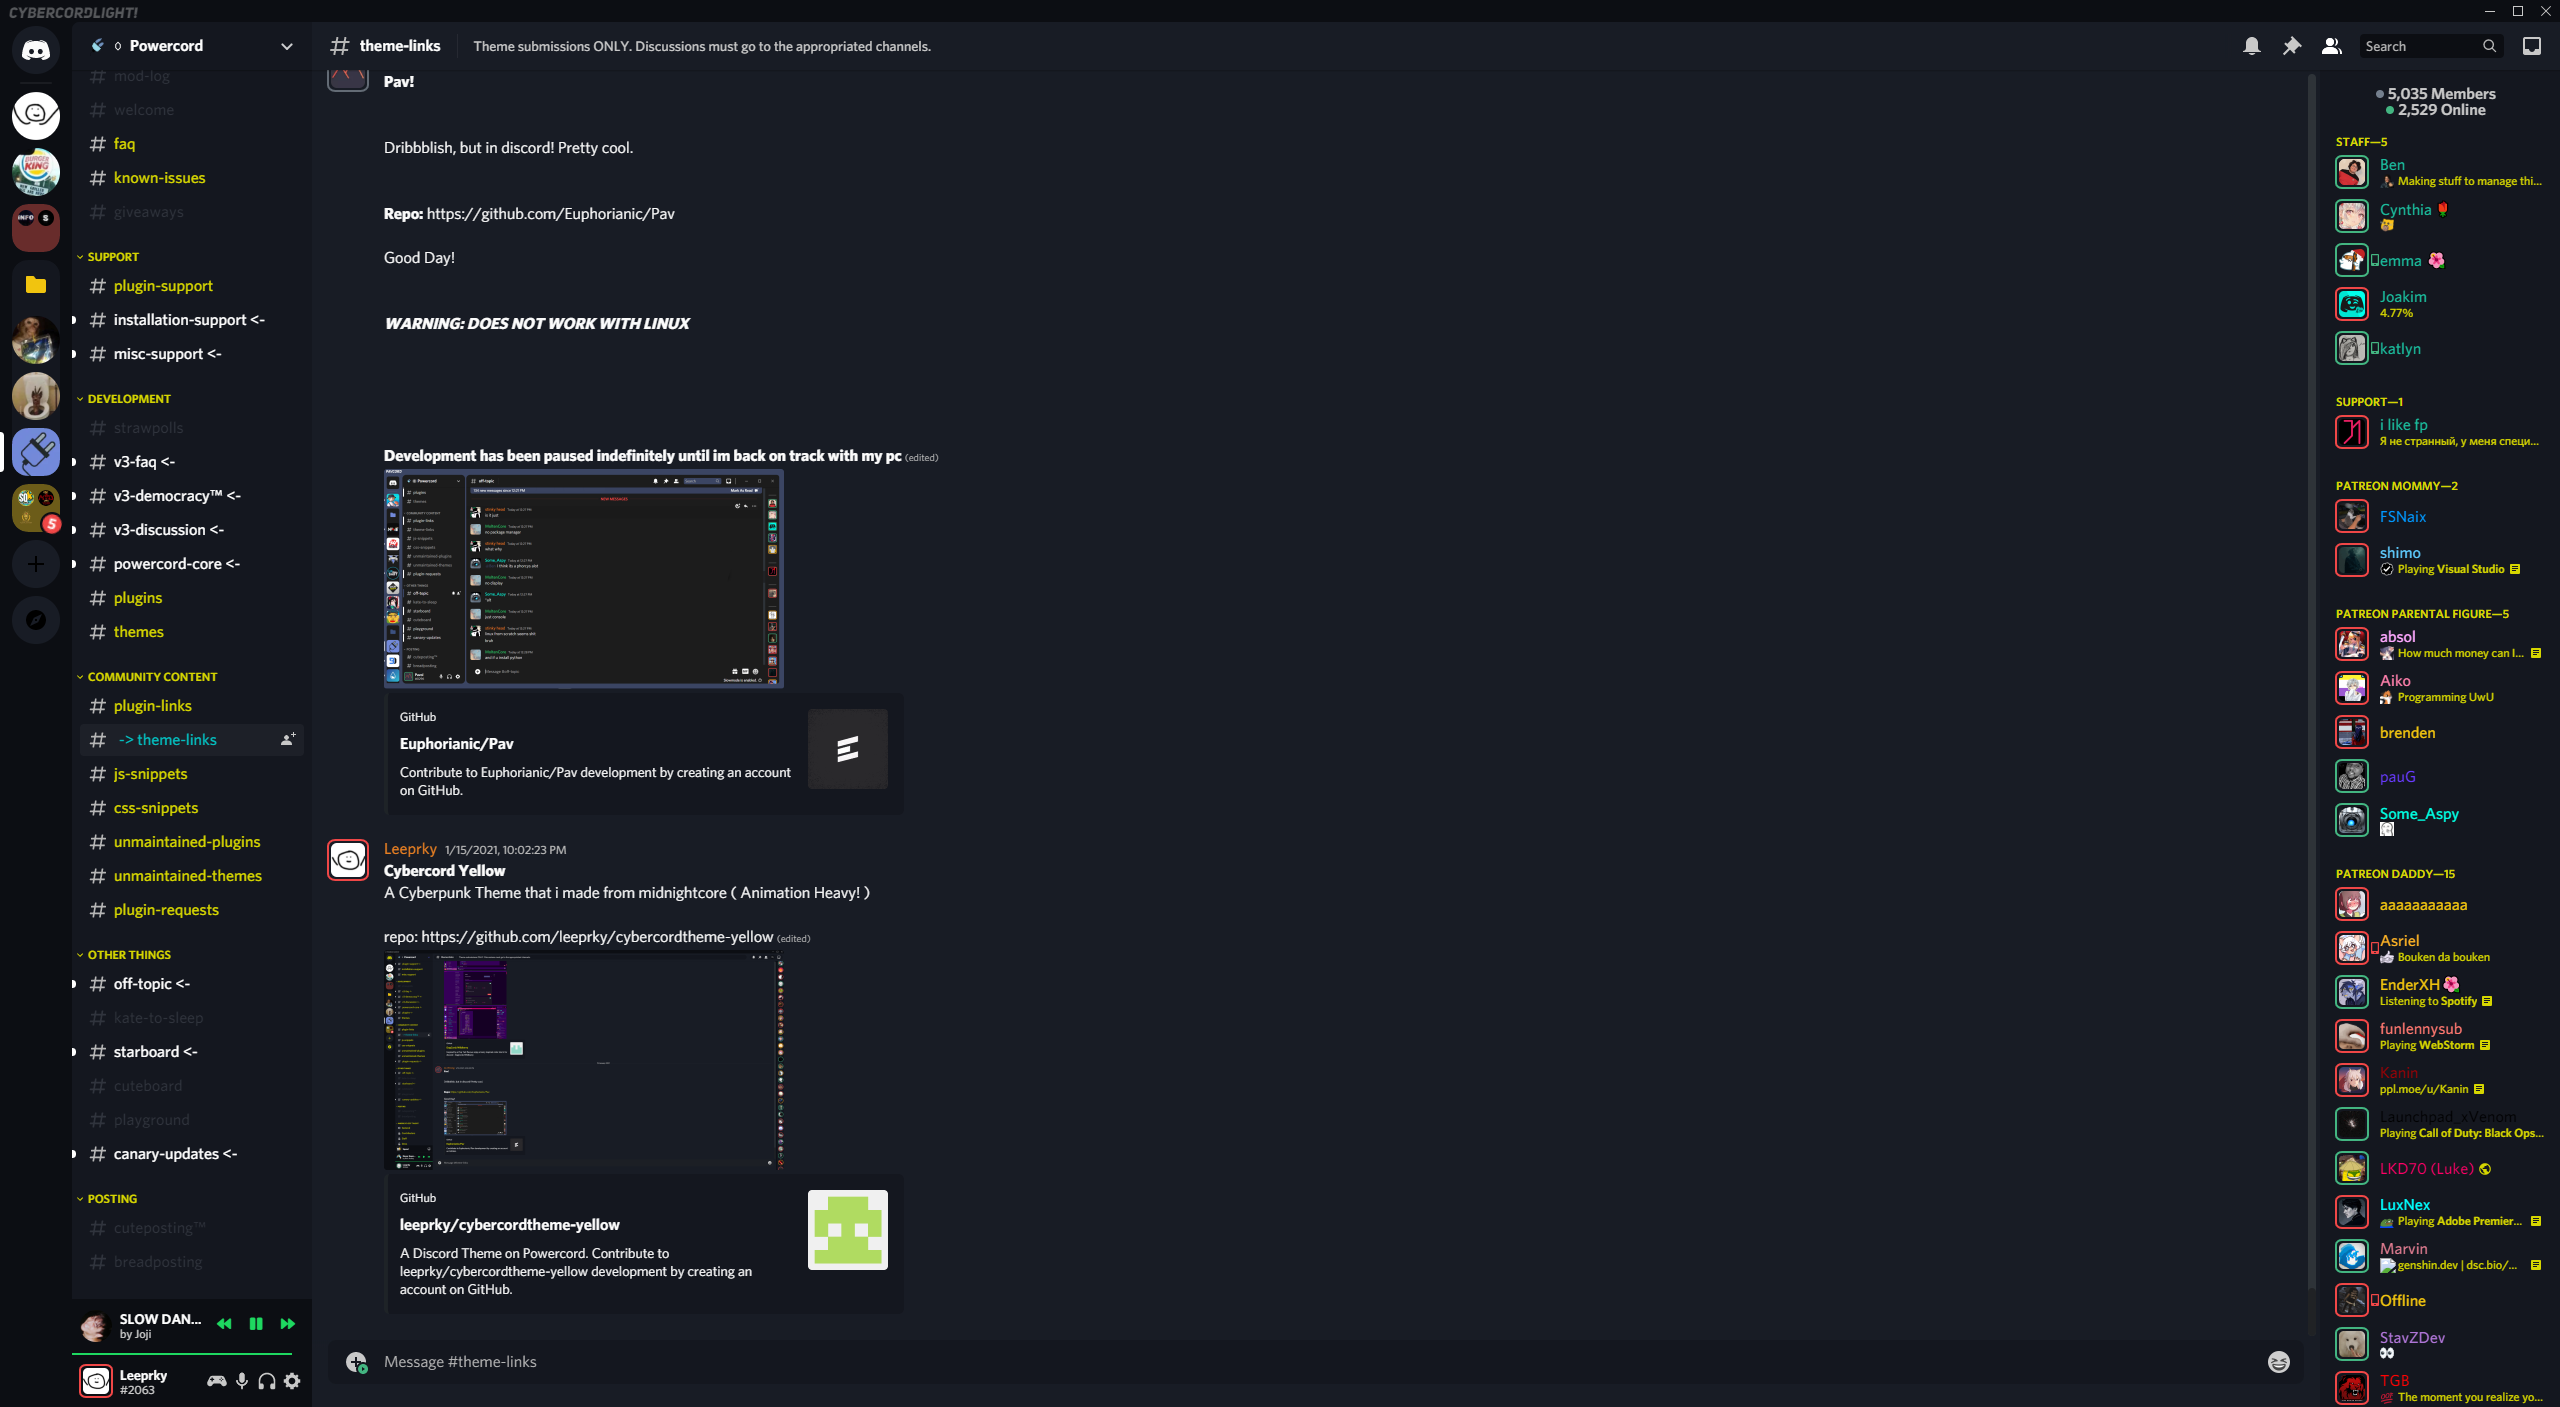 CYBERCORDLIGHT!
Powercord
mod-log
welcome
faq
known-issues
giveaways
SUPPORT
plugin-support
installation-support <-
misc-support <-
DEVELOPMENT
strawpolls
v3-faq <-
v3-democracy™ <-
v3-discussion <-
powercord-core <-
plugins
themes
COMMUNITY CONTENT
plugin-links
-> theme-links
js-snippets
css-snippets
unmaintained-plugins
unmaintained-themes
plugin-requests
OTHER THINGS
off-topic <-
kate-to-sleep
starboard <-
cuteboard
playground
canary-updates <-
POSTING
cuteposting™
breadposting
SLOW DAN...
by Joji
Leeprky
#2063
INFO S
5
theme-links
Theme submissions ONLY. Discussions must go to the appropriated channels.
Search
Pav!
Dribbblish, but in discord! Pretty cool.
Repo: https://github.com/Euphorianic/Pav
Good Day!
WARNING: DOES NOT WORK WITH LINUX
Development has been paused indefinitely until im back on track with my pc (edited)
GitHub
Euphorianic/Pav
Contribute to Euphorianic/Pav development by creating an account
on GitHub.
Leeprky 1/15/2021, 10:02:23 PM
Cybercord Yellow
A Cyberpunk Theme that i made from midnightcore ( Animation Heavy! )
repo: https://github.com/leeprky/cybercordtheme-yellow (edited)
GitHub
leeprky/cybercordtheme-yellow
A Discord Theme on Powercord. Contribute to
leeprky/cybercordtheme-yellow development by creating an
account on GitHub.
Message #theme-links
5,035 Members
2,529 Online
STAFF—5
Ben
Making stuff to manage thi...
Cynthia
emma
Joakim
4.77%
katlyn
SUPPORT—1
i like fp
Я не странный, у меня специ...
PATREON MOMMY—2
FSNaix
shimo
Playing Visual Studio
PATREON PARENTAL FIGURE—5
absol
How much money can I...
Aiko
Programming UwU
brenden
pauG
Some_Aspy
PATREON DADDY—15
aaaaaaaaaaa
Asriel
Bouken da bouken
EnderXH
Listening to Spotify
funlennysub
Playing WebStorm
Kanin
ppl.moe/u/Kanin
Launchpad_xVenom
Playing Call of Duty: Black Ops...
LKD70 (Luke)
LuxNex
Playing Adobe Premier...
Marvin
genshin.dev | dsc.bio/...
Offline
StavZDev
TGB
The moment you realize yo...